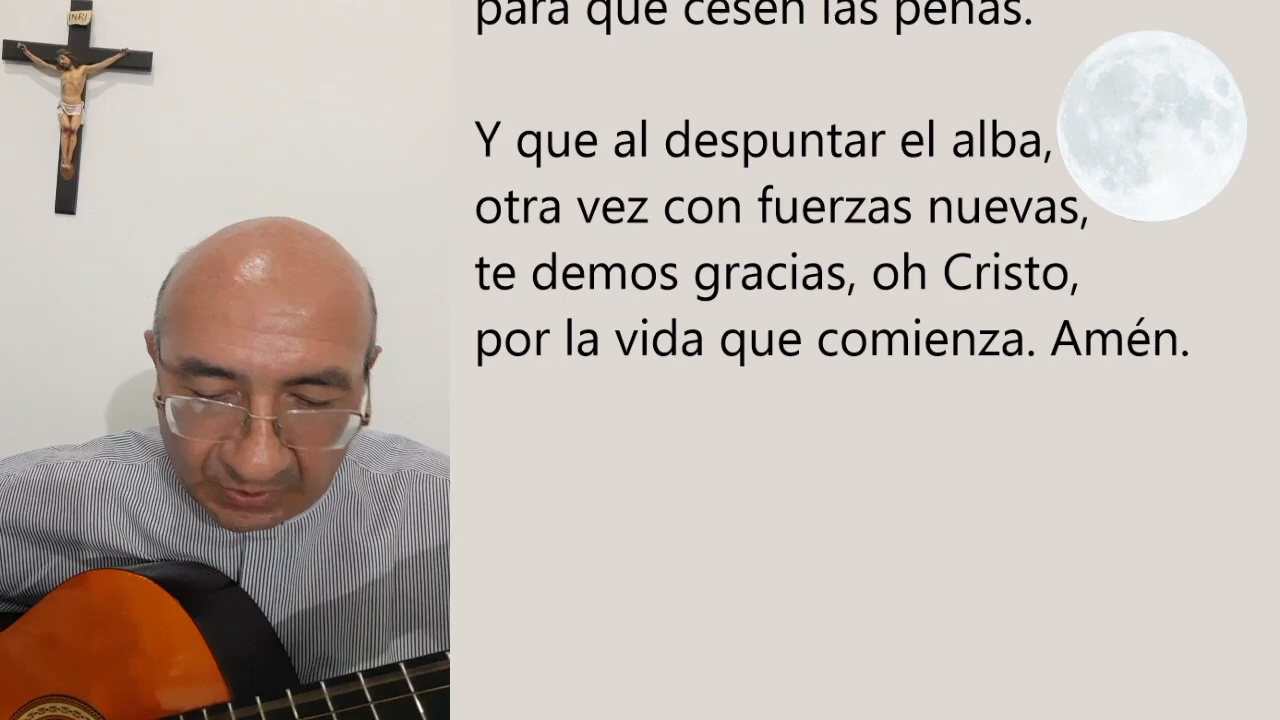 INRI
para que cesen las penas.
Y que al despuntar el alba,
otra vez con fuerzas nuevas,
te demos gracias, oh Cristo,
por la vida que comienza. Amén.